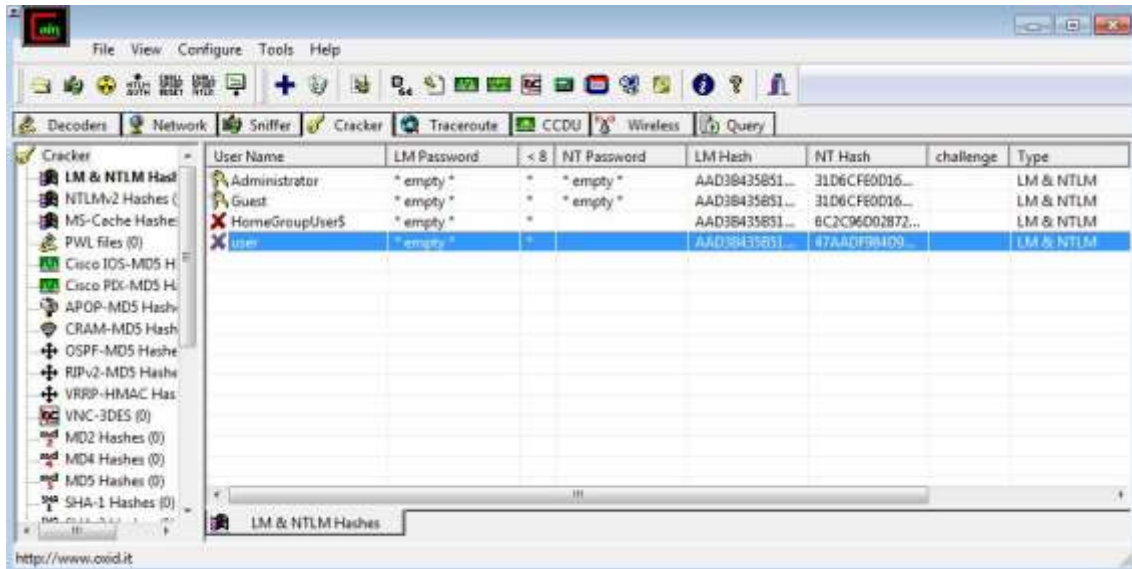 Cain
File View Configure Tools Help
Decoders Network Sniffer Cracker Traceroute CCDU Wireless Query
Cracker
LM & NTLM Hash
NTLMv2 Hashes (
MS-Cache Hashe
PWL files (0)
Cisco IOS-MD5 H
Cisco PIX-MD5 H
APOP-MD5 Hash
CRAM-MD5 Hash
OSPF-MD5 Hashe
RIPv2-MD5 Hashe
VRRP-HMAC Has
VNC-3DES (0)
MD2 Hashes (0)
MD4 Hashes (0)
MD5 Hashes (0)
SHA-1 Hashes (0)
User Name LM Password < 8 NT Password LM Hash NT Hash challenge Type
Administrator * empty * * * empty * AAD3B435B51... 31D6CFE0D16... LM & NTLM
Guest * empty * * * empty * AAD3B435B51... 31D6CFE0D16... LM & NTLM
HomeGroupUser$ * empty * * AAD3B435B51... 6C2C96D02872... LM & NTLM
user * empty * * AAD3B435B51... 47AADF984D9... LM & NTLM
LM & NTLM Hashes
http://www.oxid.it